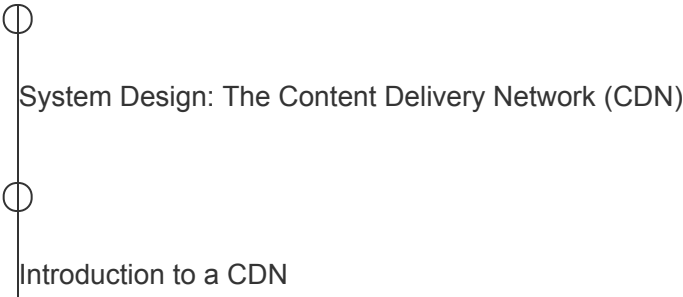 System Design: The Content Delivery Network (CDN)
Introduction to a CDN